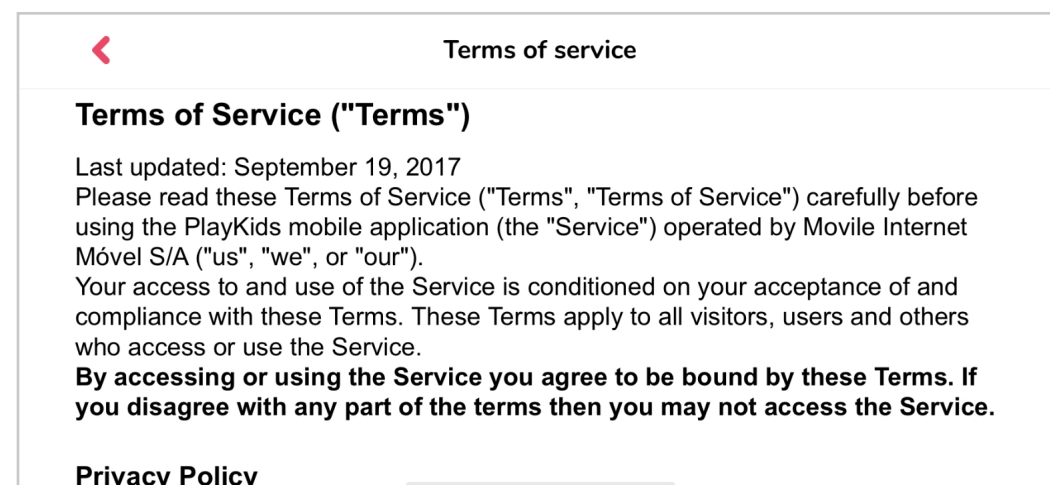 Terms of service
Terms of Service ("Terms")
Last updated: September 19, 2017
Please read these Terms of Service ("Terms", "Terms of Service") carefully before
using the PlayKids mobile application (the "Service") operated by Movile Internet
Móvel S/A ("us", "we", or "our").
Your access to and use of the Service is conditioned on your acceptance of and
compliance with these Terms. These Terms apply to all visitors, users and others
who access or use the Service.
By accessing or using the Service you agree to be bound by these Terms. If
you disagree with any part of the terms then you may not access the Service.
Privacy Policy